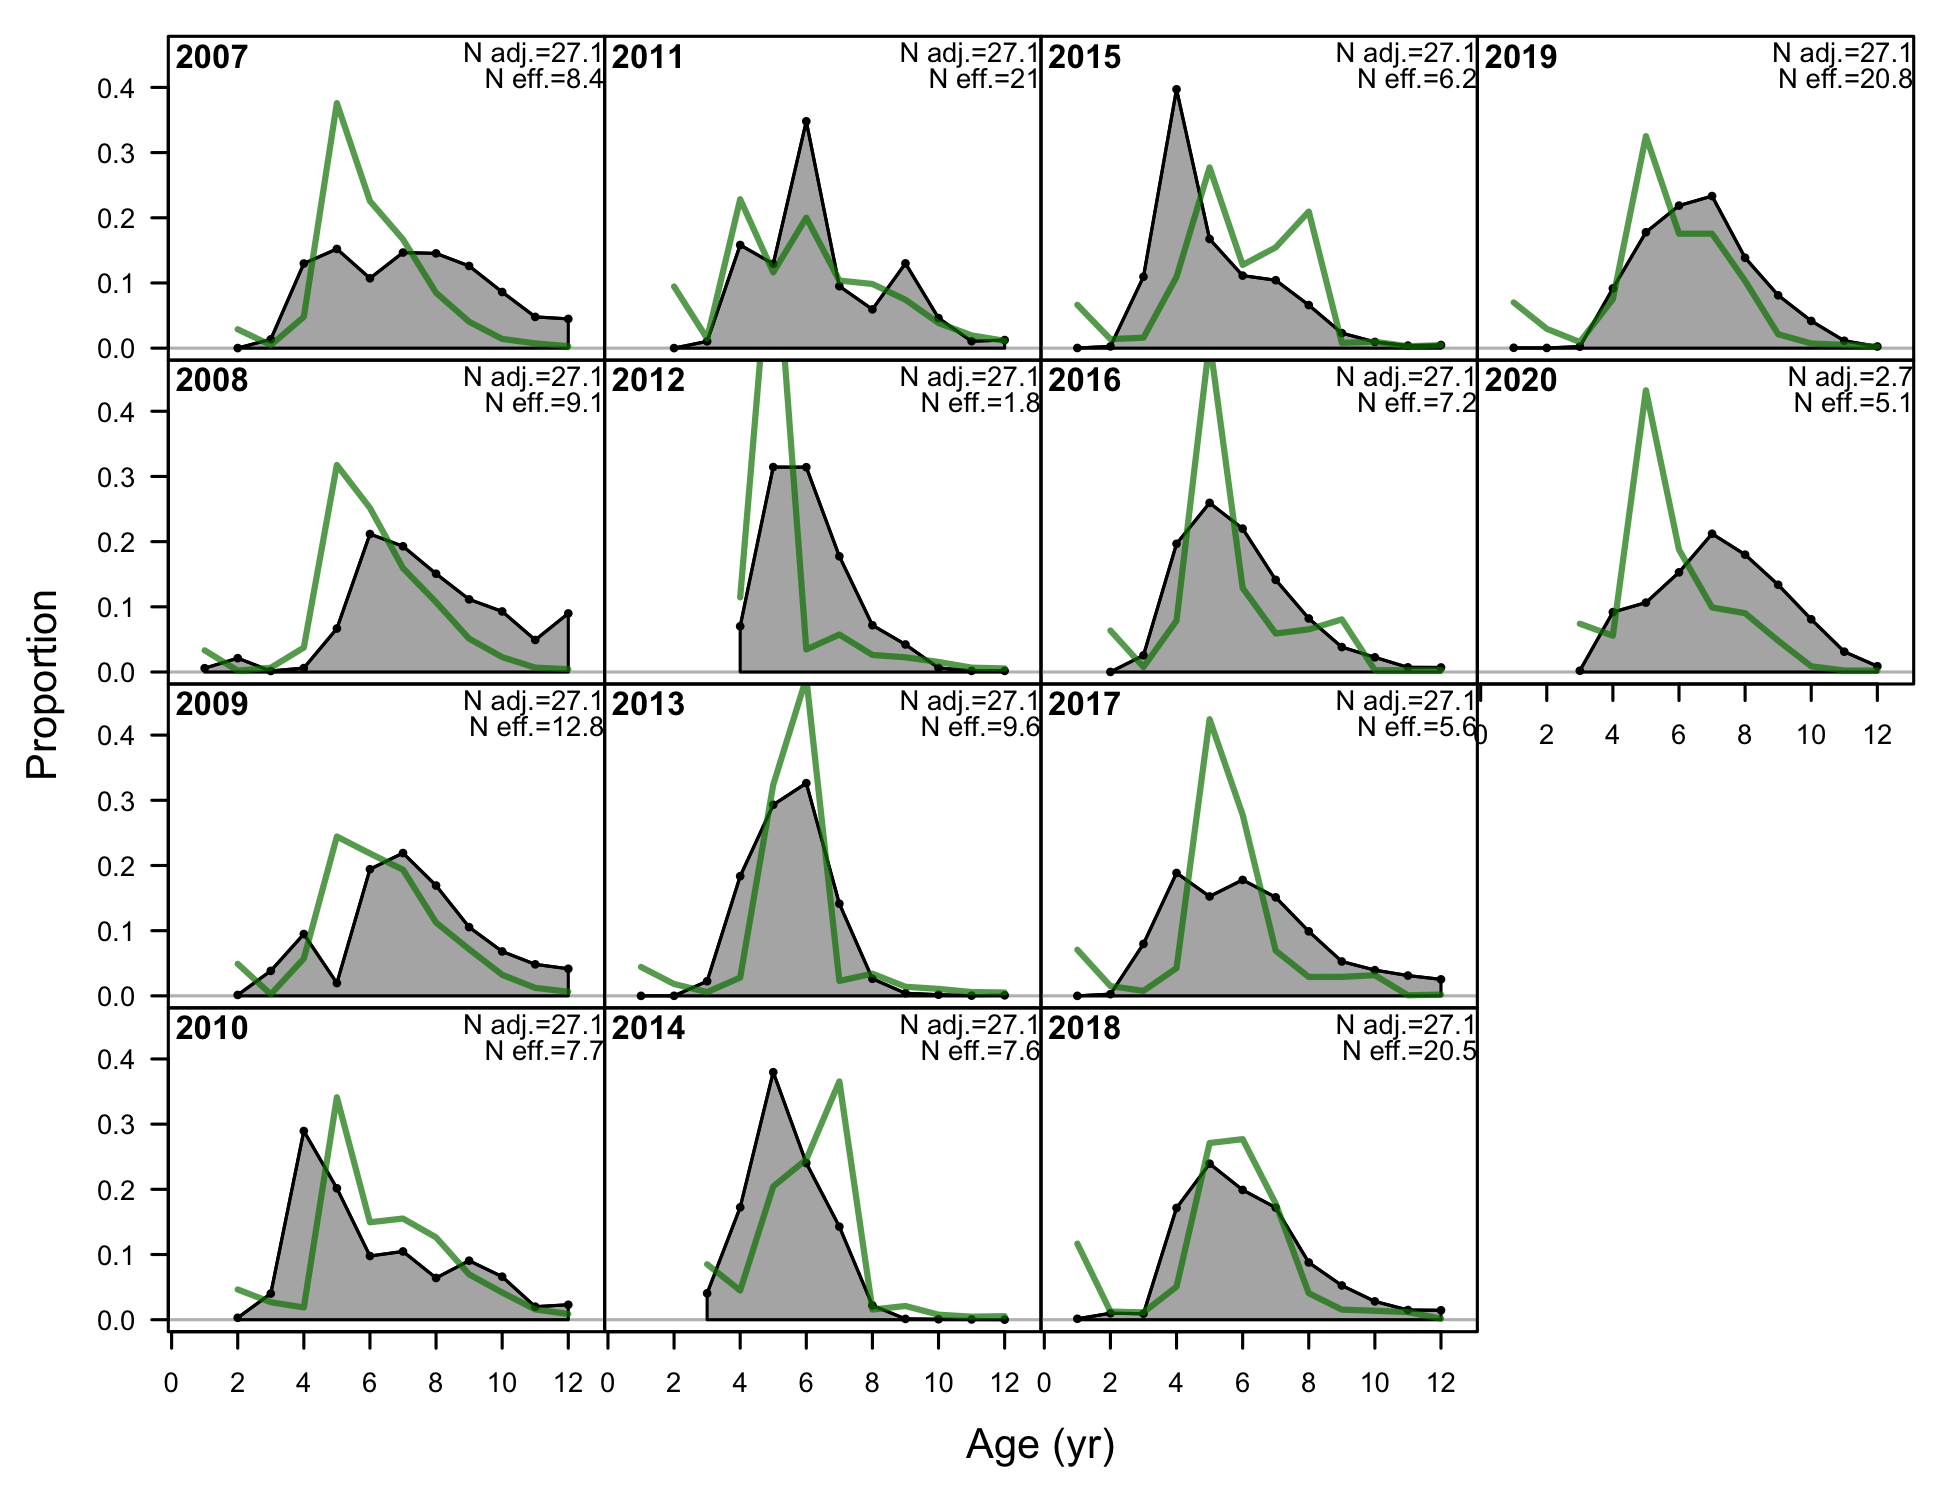 Proportion
2007
N adj.=27.1
N eff.=8.4
2011
N adj.=27.1
N eff.=21
2015
N adj.=27.1
N eff.=6.2
2019
N adj.=27.1
N eff.=20.8
0.4
0.3
0.2
0.1
0.0
2008
N adj.=27.1
N eff.=9.1
2012
N adj.=27.1
N eff.=1.8
2016
N adj.=27.1
N eff.=7.2
2020
N adj.=2.7
N eff.=5.1
0.4
0.3
0.2
0.1
0.0
2009
N adj.=27.1
N eff.=12.8
2013
N adj.=27.1
N eff.=9.6
2017
N adj.=27.1
N eff.=5.6
0 2 4 6 8 10 12
0.4
0.3
0.2
0.1
0.0
2010
N adj.=27.1
N eff.=7.7
2014
N adj.=27.1
N eff.=7.6
2018
N adj.=27.1
N eff.=20.5
0.4
0.3
0.2
0.1
0.0
0 2 4 6 8 10 12 0 2 4 6 8 10 12 0 2 4 6 8 10 12
Age (yr)